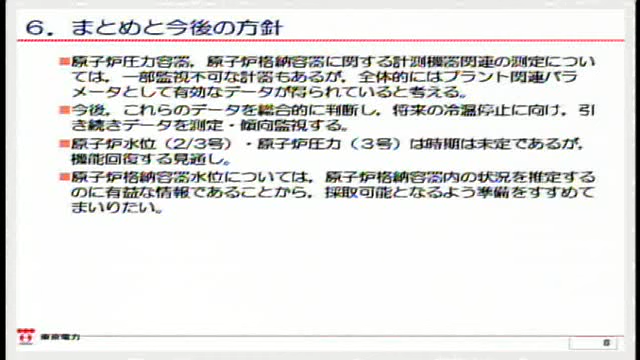 6．まとめと今後の方針
■原子炉圧力容器，原子炉格納容器に関する計測機器関連の測定につい
ては，一部監視不可な計器もあるが，全体的にはプラント関連パラ
メータとして有効なデータが得られていると考える。
■今後，これらのデータを総合的に判断し，将来の冷温停止に向け，引
き続きデータを測定・傾向監視する。
■原子炉水位（2/3号）・原子炉圧力（3号）は時期は未定であるが，
機能回復する見通し。
■原子炉格納容器水位については，原子炉格納容器内の状況を推定する
のに有益な情報であることから，採取可能となるよう準備をすすめて
まいりたい。
東京電力
8